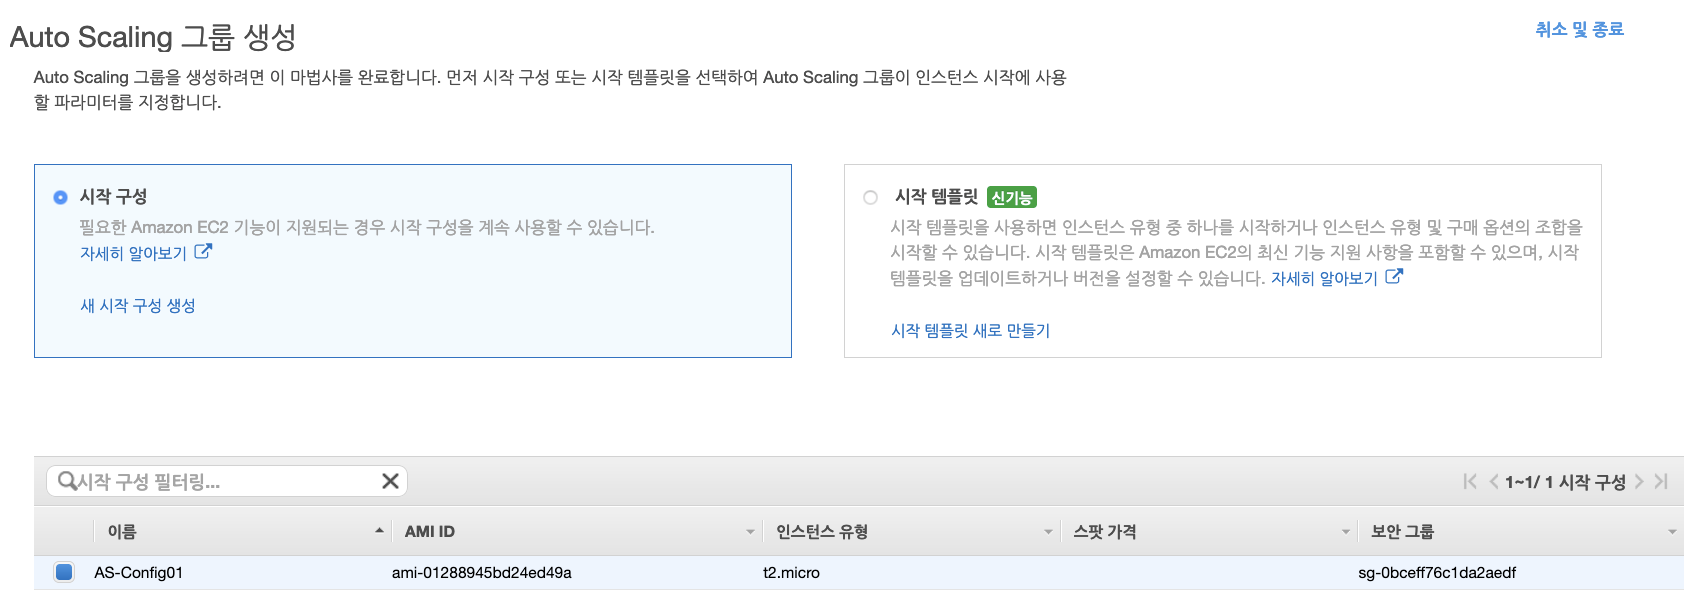 Auto Scaling 그룹 생성
취소 및 종료
Auto Scaling 그룹을 생성하려면 이 마법사를 완료합니다. 먼저 시작 구성 또는 시작 템플릿을 선택하여 Auto Scaling 그룹이 인스턴스 시작에 사용
할 파라미터를 지정합니다.
시작 구성
필요한 Amazon EC2 기능이 지원되는 경우 시작 구성을 계속 사용할 수 있습니다.
자세히 알아보기
새 시작 구성 생성
시작 템플릿 신기능
시작 템플릿을 사용하면 인스턴스 유형 중 하나를 시작하거나 인스턴스 유형 및 구매 옵션의 조합을
시작할 수 있습니다. 시작 템플릿은 Amazon EC2의 최신 기능 지원 사항을 포함할 수 있으며, 시작
템플릿을 업데이트하거나 버전을 설정할 수 있습니다. 자세히 알아보기
시작 템플릿 새로 만들기
시작 구성 필터링...
1~1/ 1 시작 구성
이름 AMI ID 인스턴스 유형 스팟 가격 보안 그룹
AS-Config01 ami-01288945bd24ed49a t2.micro sg-0bceff76c1da2aedf